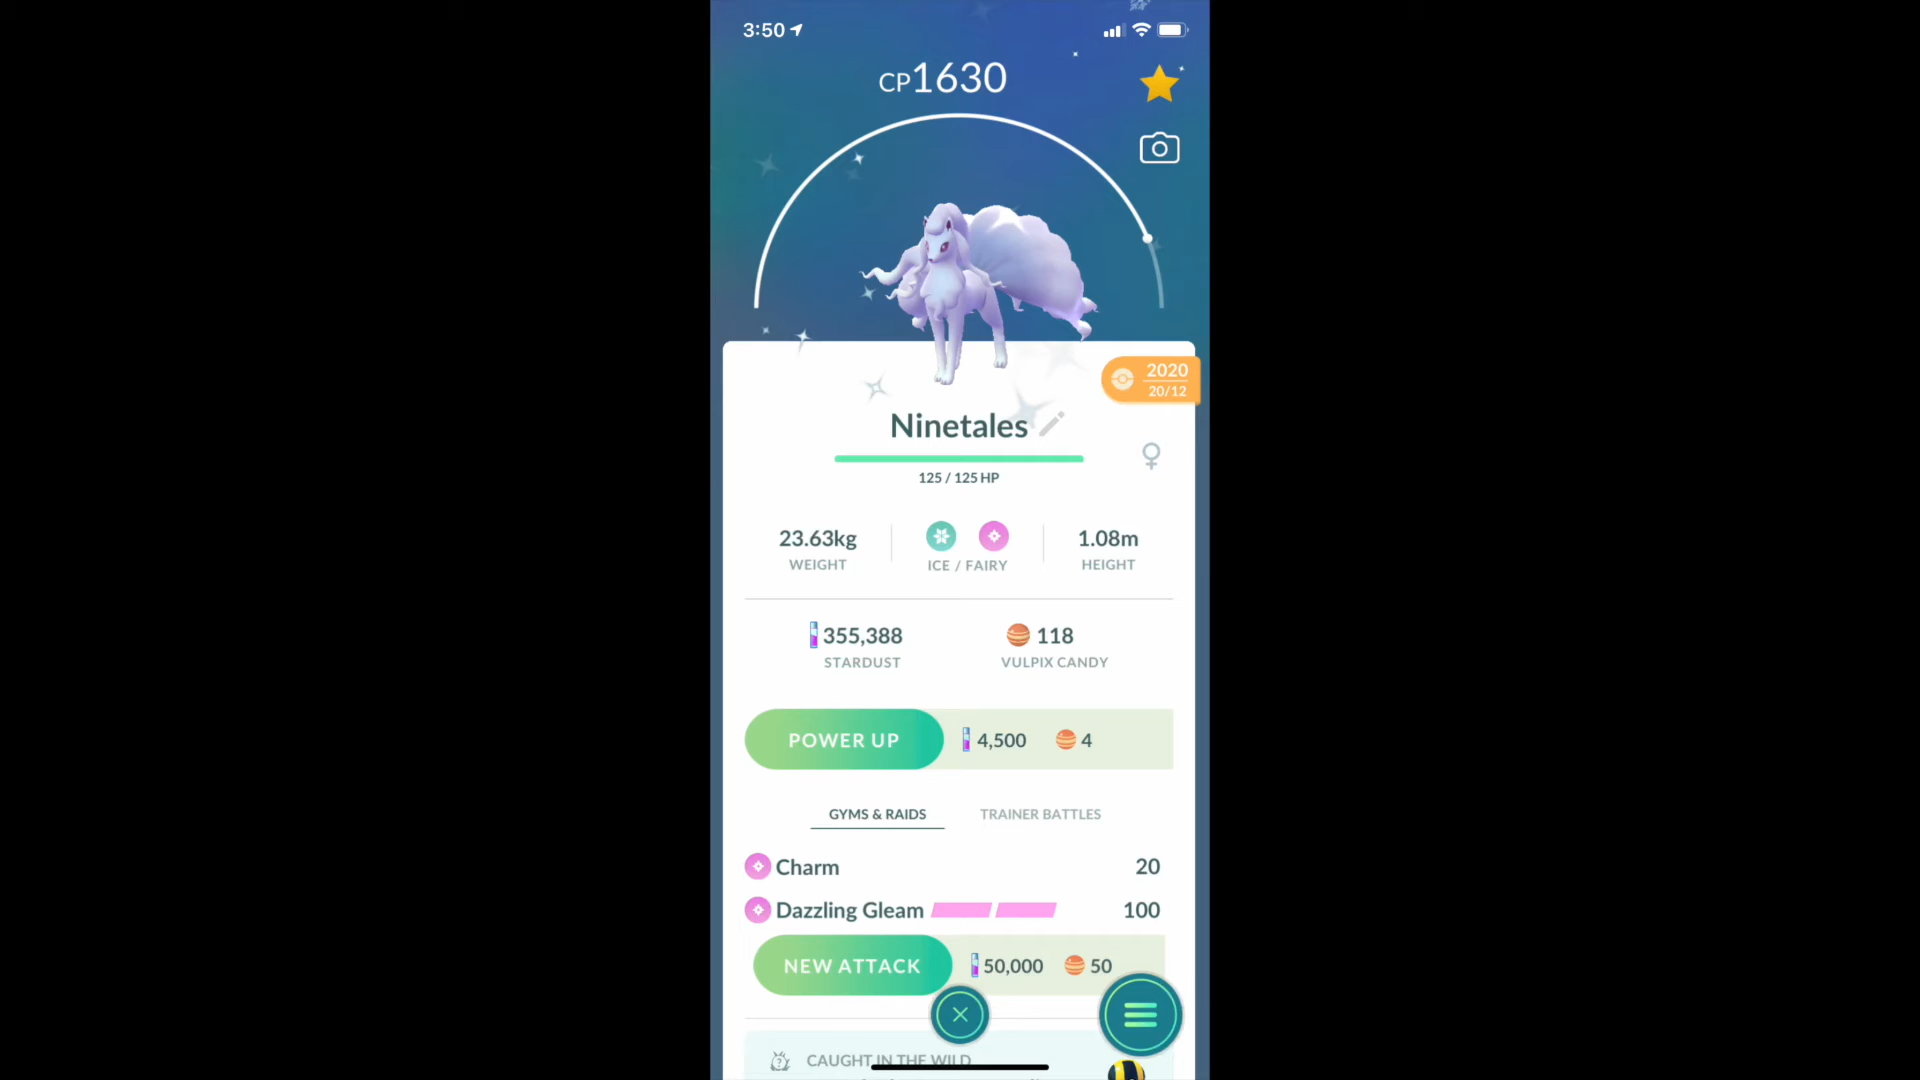 3:50
CP1630
2020
20/12
Ninetales
125 / 125 HP
23.63kg
WEIGHT
ICE / FAIRY
1.08m
HEIGHT
355,388
STARDUST
118
VULPIX CANDY
POWER UP 4,500 4
GYMS & RAIDS TRAINER BATTLES
Charm 20
Dazzling Gleam 100
NEW ATTACK 50,000 50
CAUGHT IN THE WILD